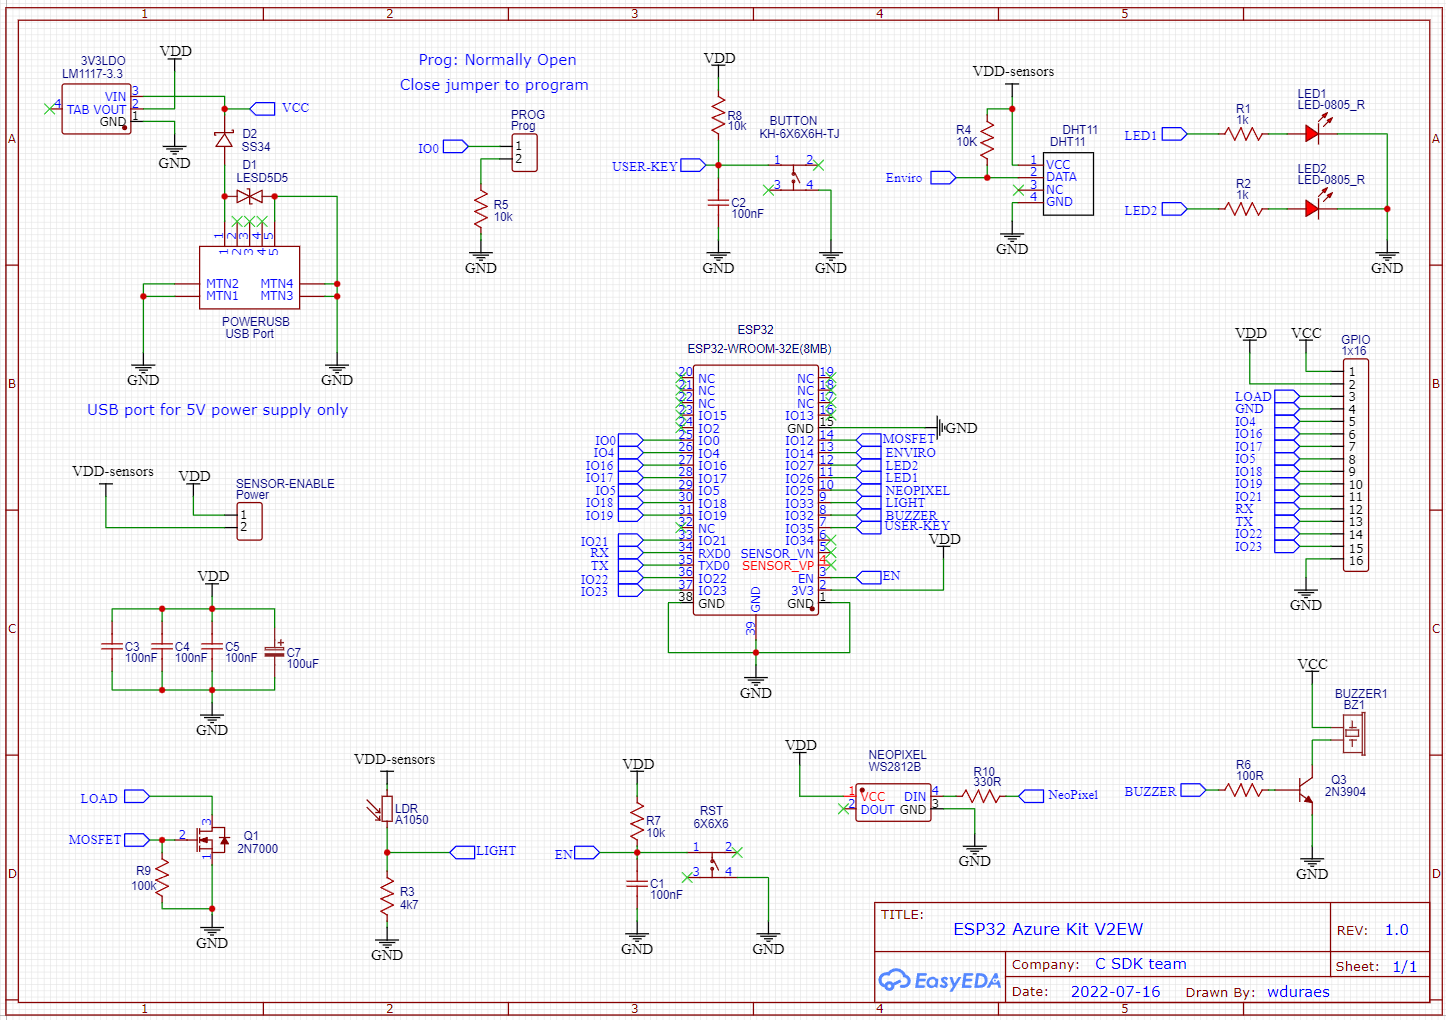 1 2 3 4 5
A B C D
A B C D
3V3LDO
LM1117-3.3
VDD
4 TAB VIN 3
VOUT 2
GND 1
VCC
GND
D2
SS34
D1
LESD5D5
1 2 3 4 5
1 2 3 4 5
MTN2 MTN4
MTN1 MTN3
POWERUSB
USB Port
GND GND
USB port for 5V power supply only
Prog: Normally Open
Close jumper to program
PROG
Prog
IO0
1
2
R5
10k
GND
VDD
R8
10k
BUTTON
KH-6X6X6H-TJ
USER-KEY
1 2
3 4
C2
100nF
GND GND
VDD-sensors
R4
10K
DHT11
DHT11
Enviro
1 VCC
2 DATA
3 NC
4 GND
GND
LED1
LED-0805_R
R1
1k
LED1
LED2
LED-0805_R
R2
1k
LED2
GND
ESP32
ESP32-WROOM-32E(8MB)
20 NC NC 19
21 NC NC 18
22 NC NC 17
23 IO15 IO13 16
24 IO2 GND 15 GND
IO0 25 IO0 IO12 14 MOSFET
IO4 26 IO4 IO14 13 ENVIRO
IO16 27 IO16 IO27 12 LED2
IO17 28 IO17 IO26 11 LED1
IO5 29 IO5 IO25 10 NEOPIXEL
IO18 30 IO18 IO33 9 LIGHT
IO19 31 IO19 IO32 8 BUZZER
32 NC IO35 7 USER-KEY
IO21 33 IO21 IO34 6
RX 34 RXD0 SENSOR_VN 5
TX 35 TXD0 SENSOR_VP 4
IO22 36 IO22 EN 3 EN
IO23 37 IO23 3V3 2 VDD
38 GND GND 1
GND
39
GND
VDD VCC
GPIO
1x16
1
2
LOAD 3
GND 4
IO4 5
IO16 6
IO17 7
IO5 8
IO18 9
IO19 10
IO21 11
RX 12
TX 13
IO22 14
IO23 15
16
GND
VDD-sensors VDD
SENSOR-ENABLE
Power
1
2
VDD
C3
100nF
C4
100nF
C5
100nF
+
C7
100uF
GND
LOAD
MOSFET
3
2
1
Q1
2N7000
R9
100k
GND
VDD-sensors
LDR
A1050
LIGHT
R3
4k7
GND
VDD
R7
10k
RST
6X6X6
EN
1 2
3 4
C1
100nF
GND GND
VDD
NEOPIXEL
WS2812B
1 VCC DIN 4
2 DOUT GND 3
R10
330R
NeoPixel
GND
VCC
BUZZER1
BZ1
BUZZER
R6
100R
Q3
2N3904
GND
TITLE:
ESP32 Azure Kit V2EW
REV: 1.0
EasyEDA
Company: C SDK team
Sheet: 1/1
Date: 2022-07-16 Drawn By: wduraes
1 2 3 4 5